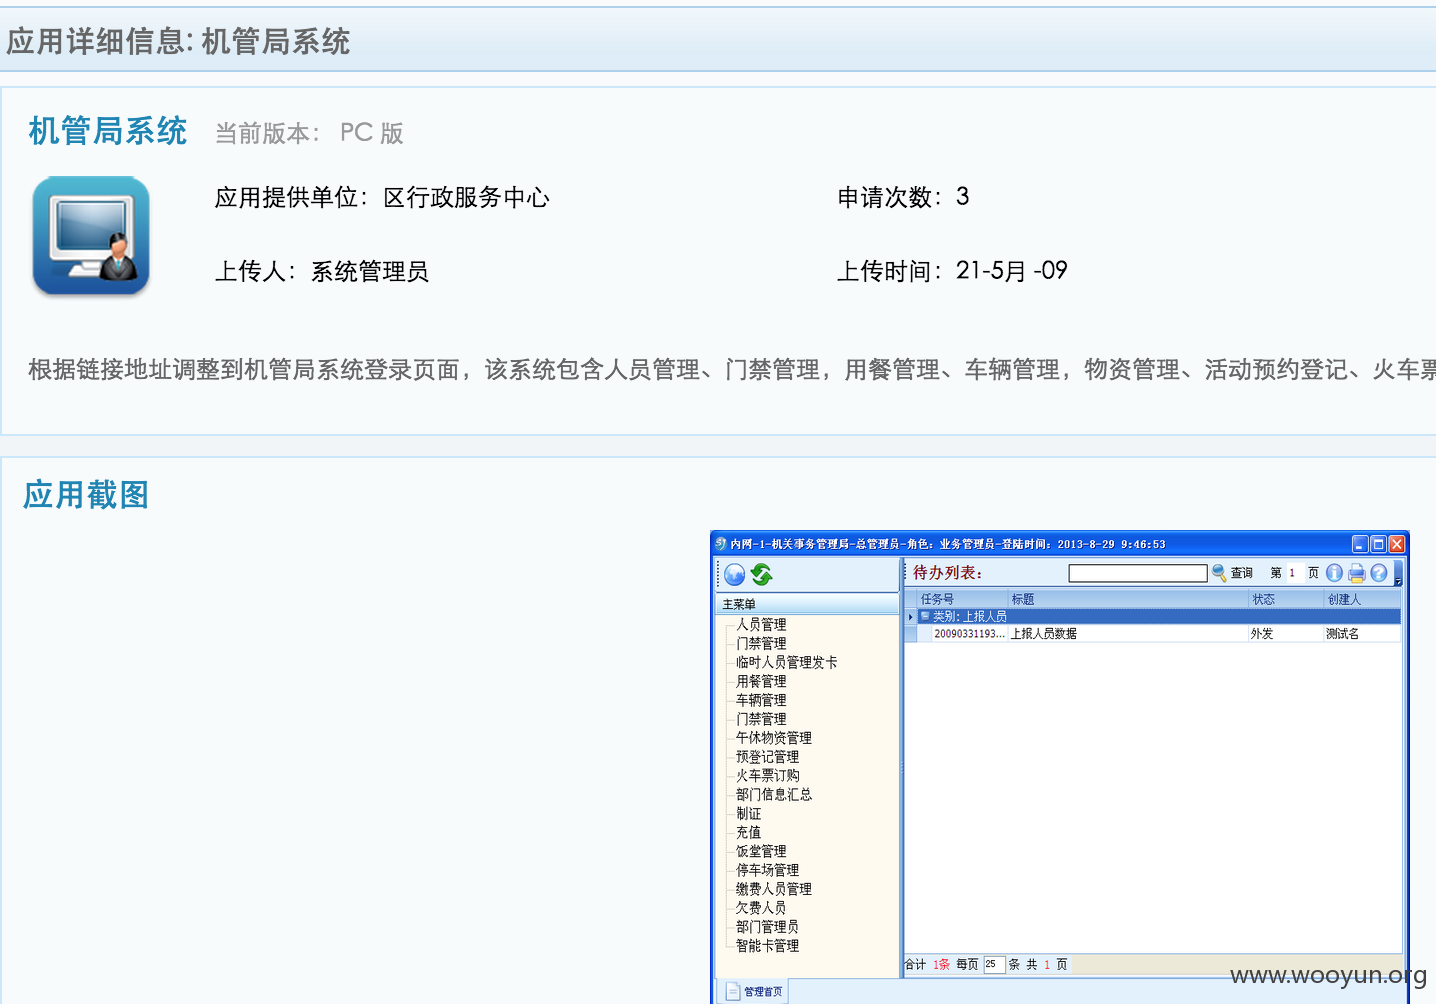 应用详细信息: 机管局系统
机管局系统 当前版本： PC 版
应用提供单位：区行政服务中心 申请次数：3
上传人：系统管理员 上传时间：21-5月 -09
根据链接地址调整到机管局系统登录页面，该系统包含人员管理、门禁管理，用餐管理、车辆管理，物资管理、活动预约登记、火车票
应用截图
内网-1-机关事务管理局-总管理员-角色：业务管理员-登陆时间：2013-8-29 9:46:53
待办列表： 查询 第 1 页
主菜单
人员管理
门禁管理
临时人员管理发卡
用餐管理
车辆管理
门禁管理
午休物资管理
预登记管理
火车票订购
部门信息汇总
制证
充值
饭堂管理
停车场管理
缴费人员管理
欠费人员
部门管理员
智能卡管理
任务号 标题 状态 创建人
类别: 上报人员
20090331193... 上报人员数据 外发 测试名
合计 1条 每页 25 条 共 1 页
管理首页
www.wooyun.org